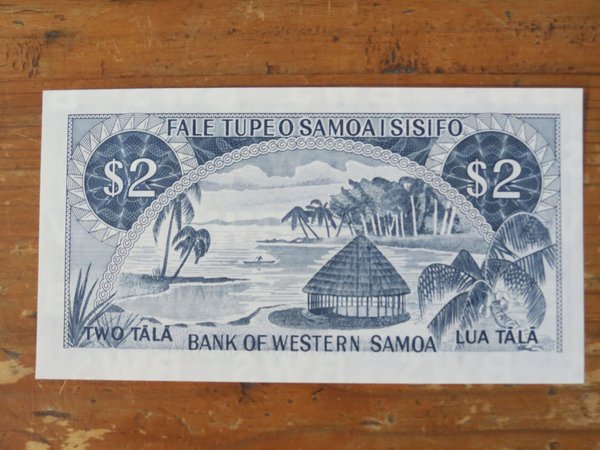 FALE TUPE O SAMOA I SISIFO
$2 $2
TWO TĀLĀ BANK OF WESTERN SAMOA LUA TĀLĀ